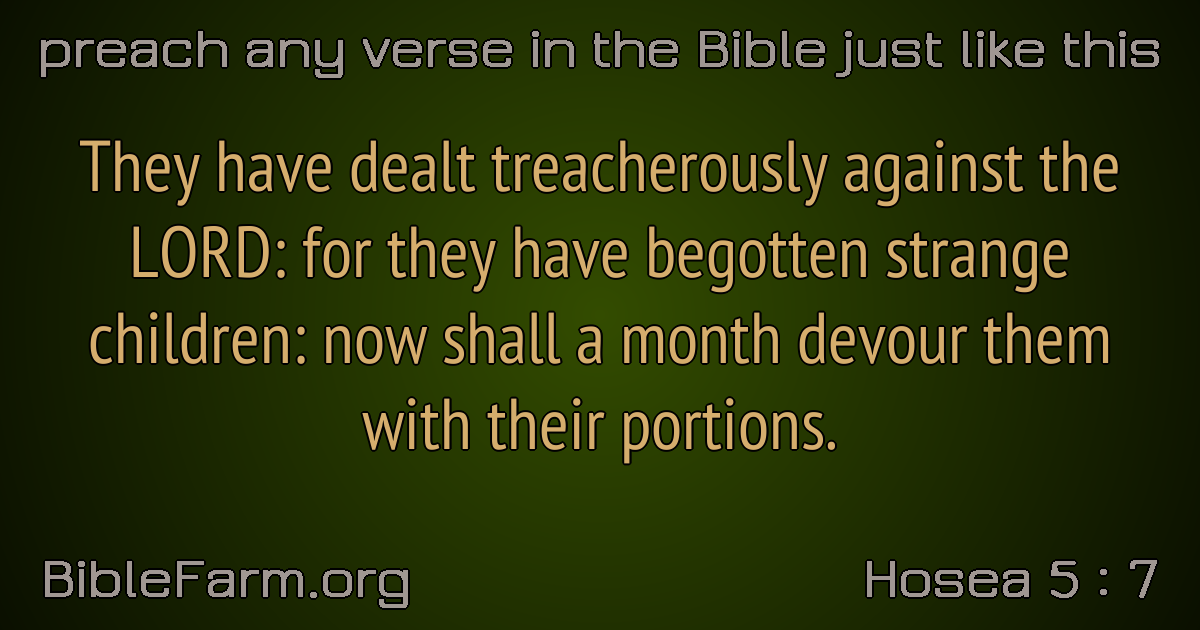 preach any verse in the Bible just like this
They have dealt treacherously against the
LORD: for they have begotten strange
children: now shall a month devour them
with their portions.
BibleFarm.org
Hosea 5 : 7